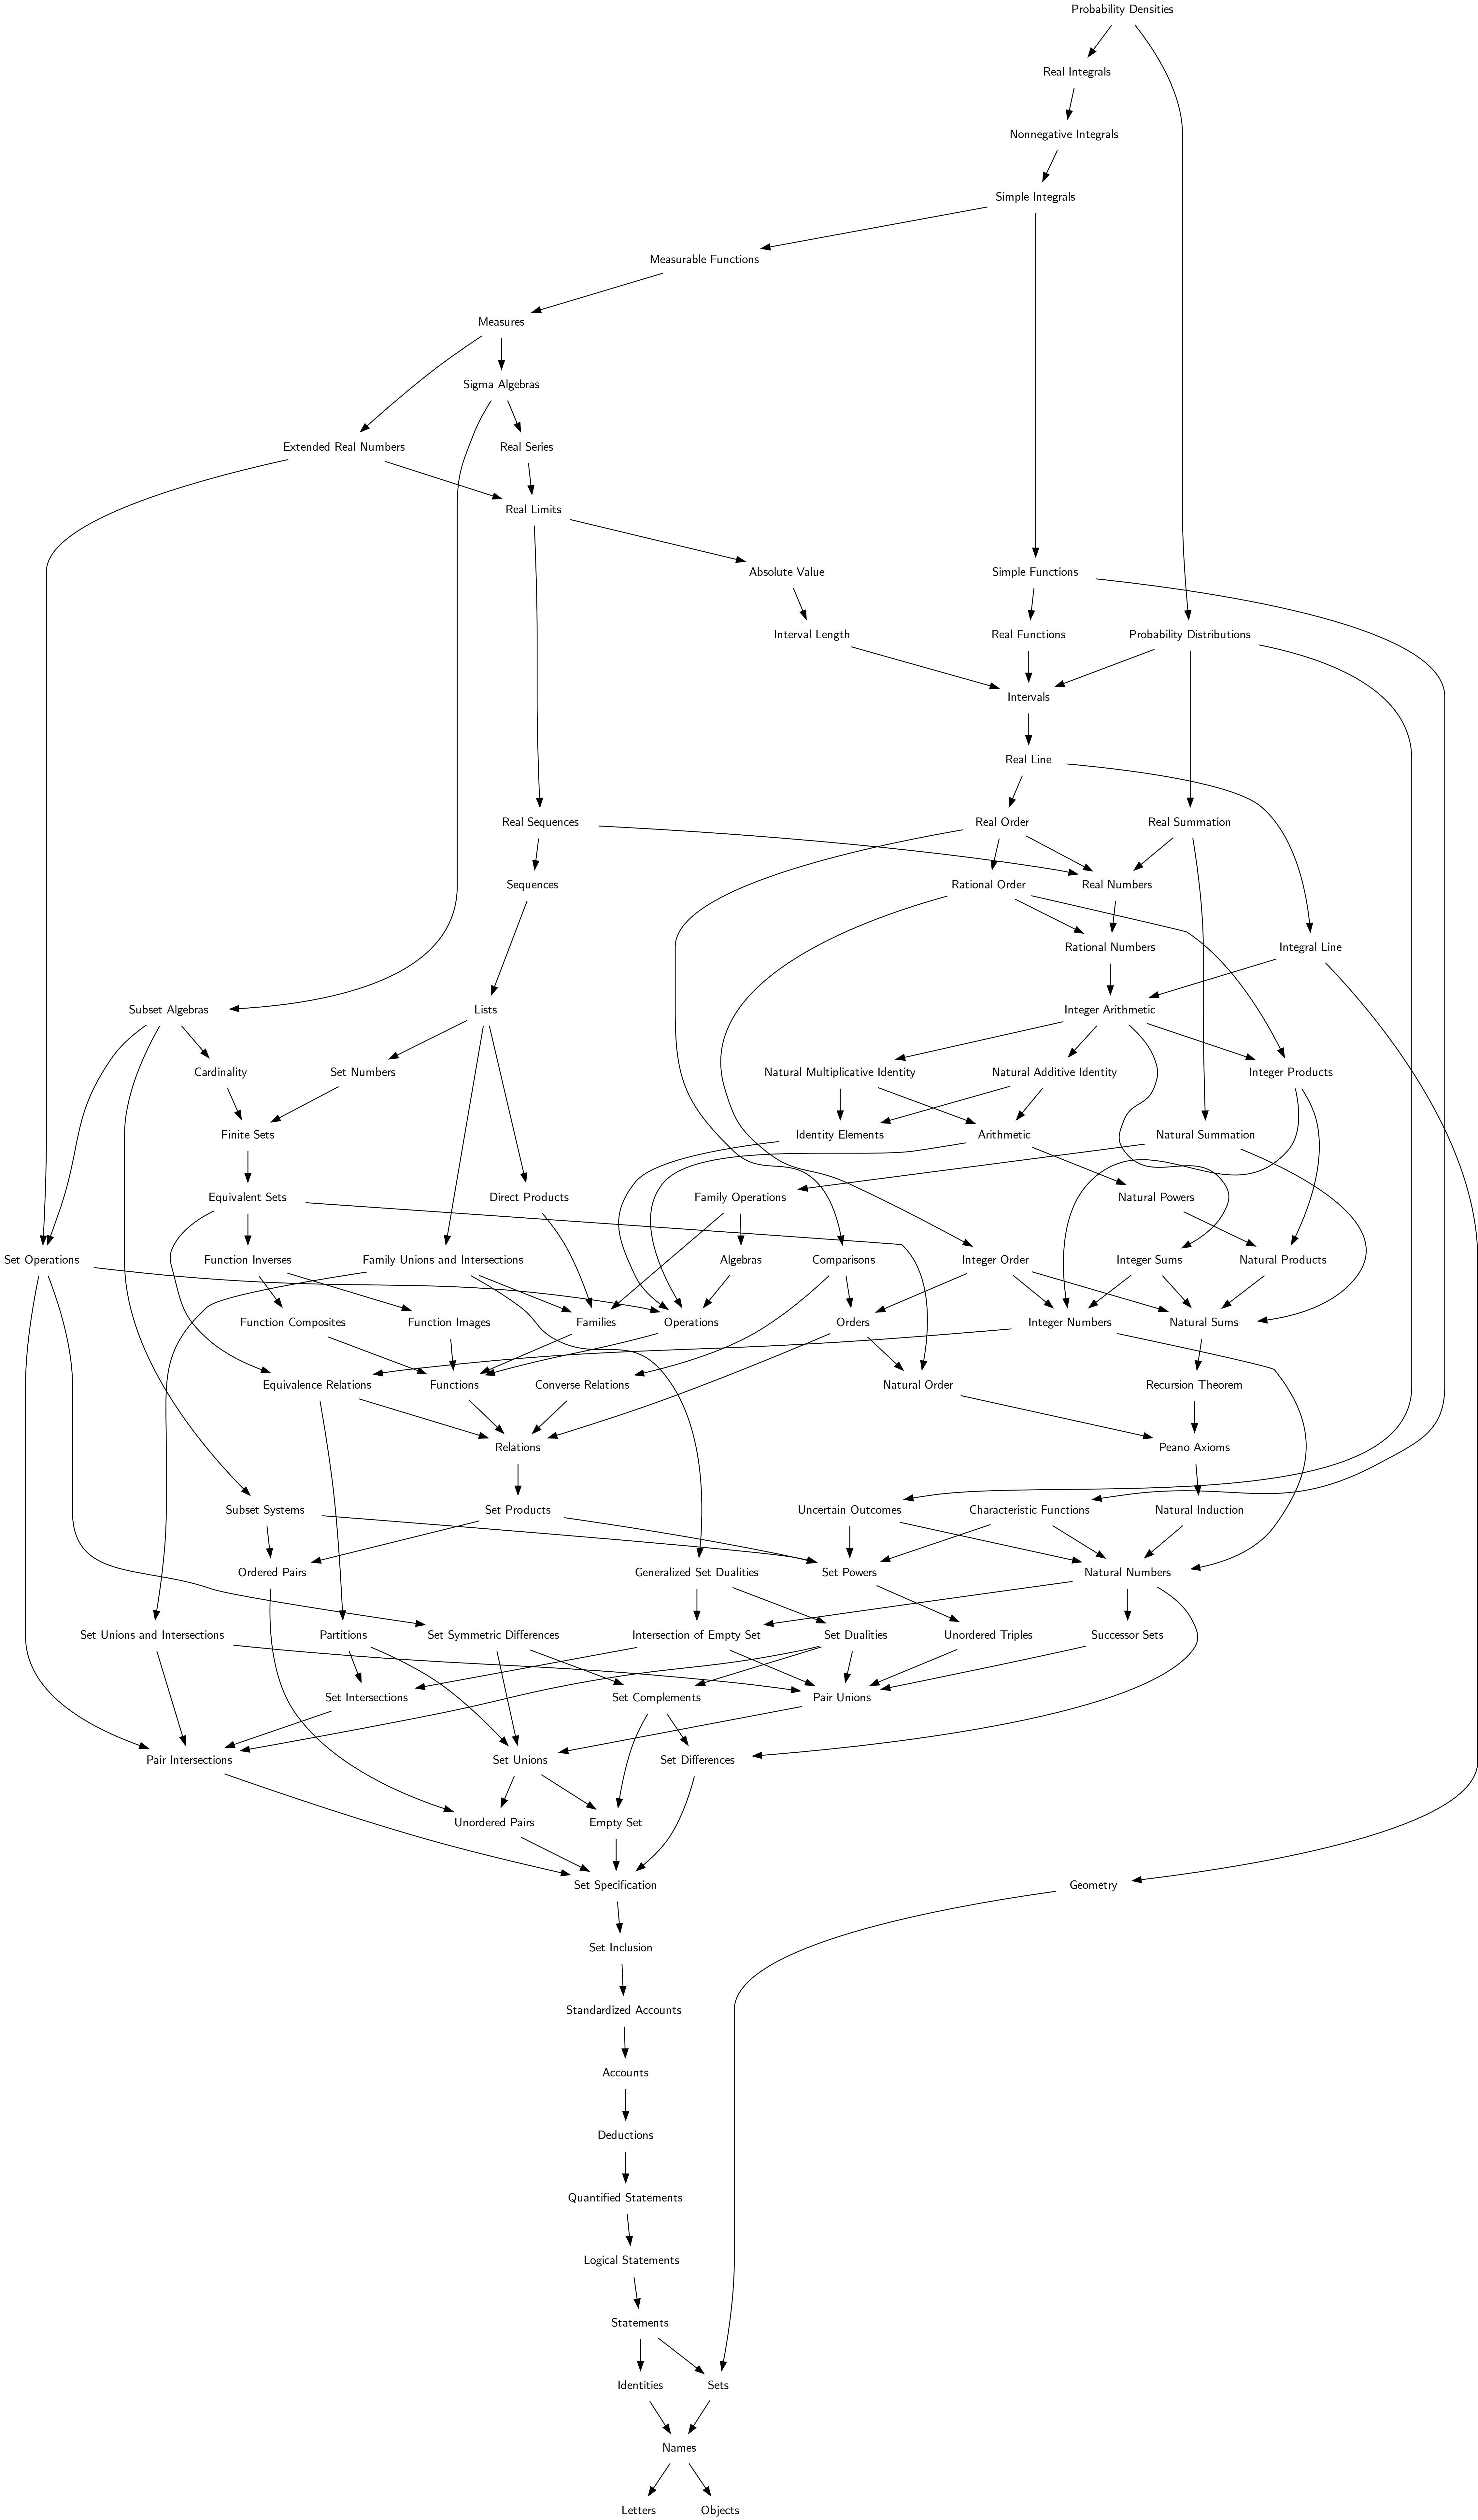 Probability Densities
Real Integrals
Nonnegative Integrals
Simple Integrals
Measurable Functions
Measures
Sigma Algebras
Extended Real Numbers
Real Series
Real Limits
Absolute Value
Simple Functions
Interval Length
Real Functions
Probability Distributions
Intervals
Real Line
Real Sequences
Real Order
Real Summation
Sequences
Rational Order
Real Numbers
Rational Numbers
Integral Line
Subset Algebras
Lists
Integer Arithmetic
Cardinality
Set Numbers
Natural Multiplicative Identity
Natural Additive Identity
Integer Products
Finite Sets
Identity Elements
Arithmetic
Natural Summation
Equivalent Sets
Direct Products
Family Operations
Natural Powers
Set Operations
Function Inverses
Family Unions and Intersections
Algebras
Comparisons
Integer Order
Integer Sums
Natural Products
Function Composites
Function Images
Families
Operations
Orders
Integer Numbers
Natural Sums
Equivalence Relations
Functions
Converse Relations
Natural Order
Recursion Theorem
Relations
Peano Axioms
Subset Systems
Set Products
Uncertain Outcomes
Characteristic Functions
Natural Induction
Ordered Pairs
Generalized Set Dualities
Set Powers
Natural Numbers
Set Unions and Intersections
Partitions
Set Symmetric Differences
Intersection of Empty Set
Set Dualities
Unordered Triples
Successor Sets
Set Intersections
Set Complements
Pair Unions
Pair Intersections
Set Unions
Set Differences
Unordered Pairs
Empty Set
Set Specification
Geometry
Set Inclusion
Standardized Accounts
Accounts
Deductions
Quantified Statements
Logical Statements
Statements
Identities
Sets
Names
Letters
Objects